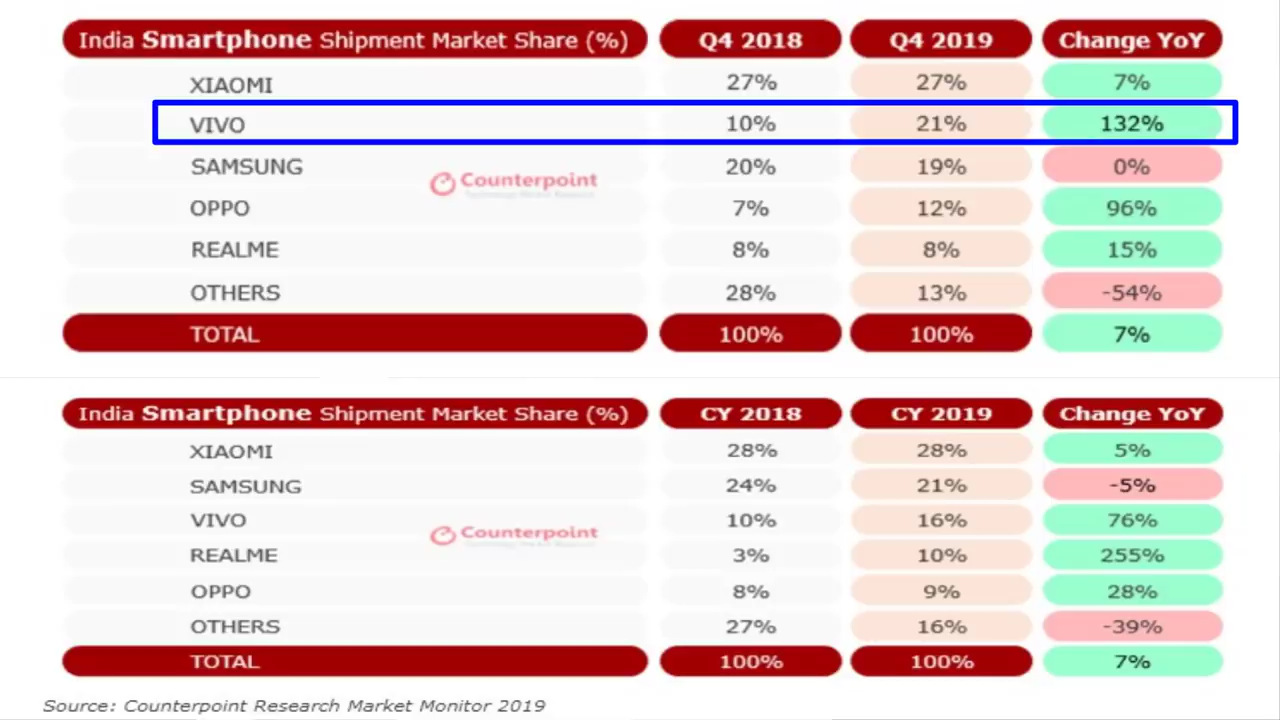 India Smartphone Shipment Market Share (%) Q4 2018 Q4 2019 Change YoY
XIAOMI 27% 27% 7%
VIVO 10% 21% 132%
SAMSUNG 20% 19% 0%
Counterpoint
OPPO 7% 12% 96%
REALME 8% 8% 15%
OTHERS 28% 13% -54%
TOTAL 100% 100% 7%
India Smartphone Shipment Market Share (%) CY 2018 CY 2019 Change YoY
XIAOMI 28% 28% 5%
SAMSUNG 24% 21% -5%
VIVO 10% 16% 76%
Counterpoint
REALME 3% 10% 255%
OPPO 8% 9% 28%
OTHERS 27% 16% -39%
TOTAL 100% 100% 7%
Source: Counterpoint Research Market Monitor 2019